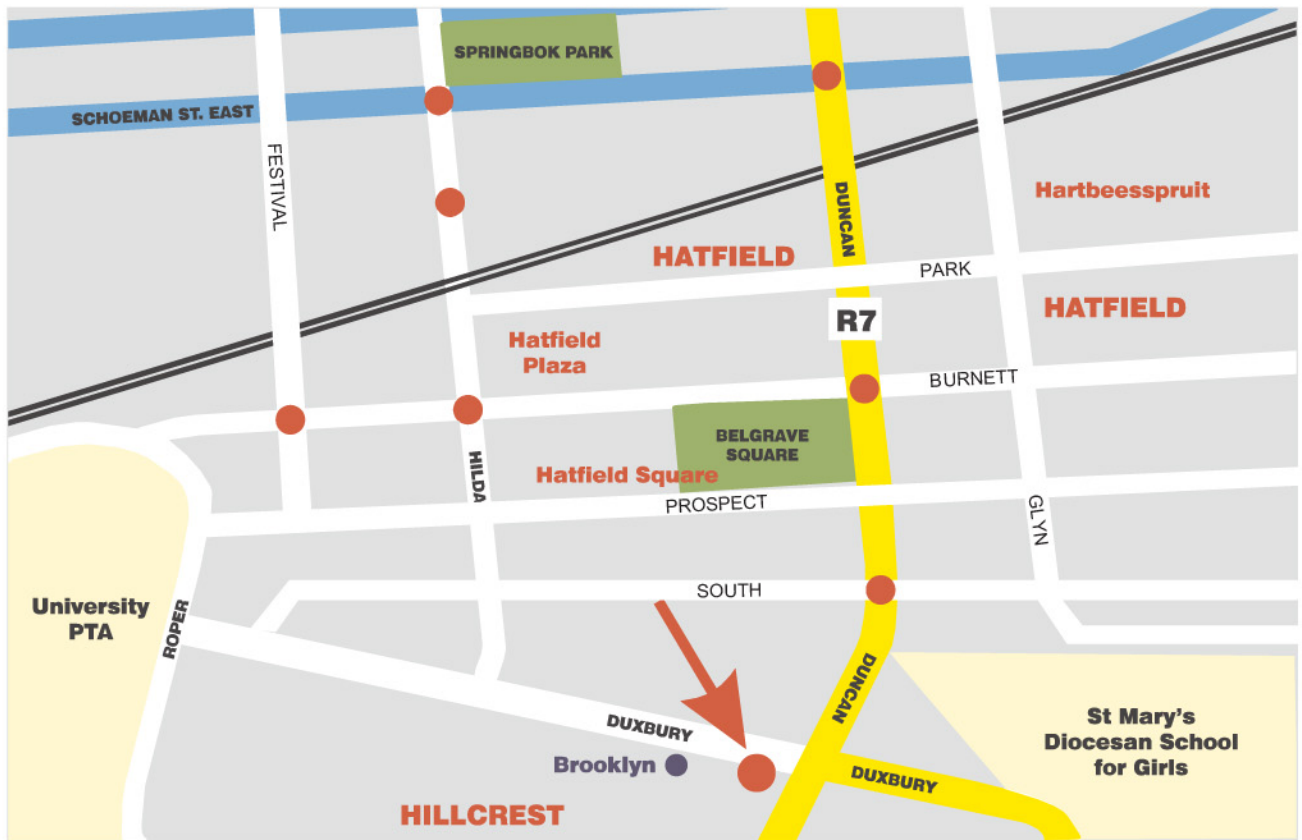 SPRINGBOK PARK
SCHOEMAN ST. EAST
FESTIVAL
DUNCAN
Hartbeesspruit
HATFIELD
PARK
R7
HATFIELD
Hatfield
Plaza
BURNETT
BELGRAVE
SQUARE
HILDA
Hatfield Square
PROSPECT
GLYN
SOUTH
University
PTA
ROPER
DUNCAN
DUXBURY
St Mary's
Diocesan School
for Girls
Brooklyn
DUXBURY
HILLCREST